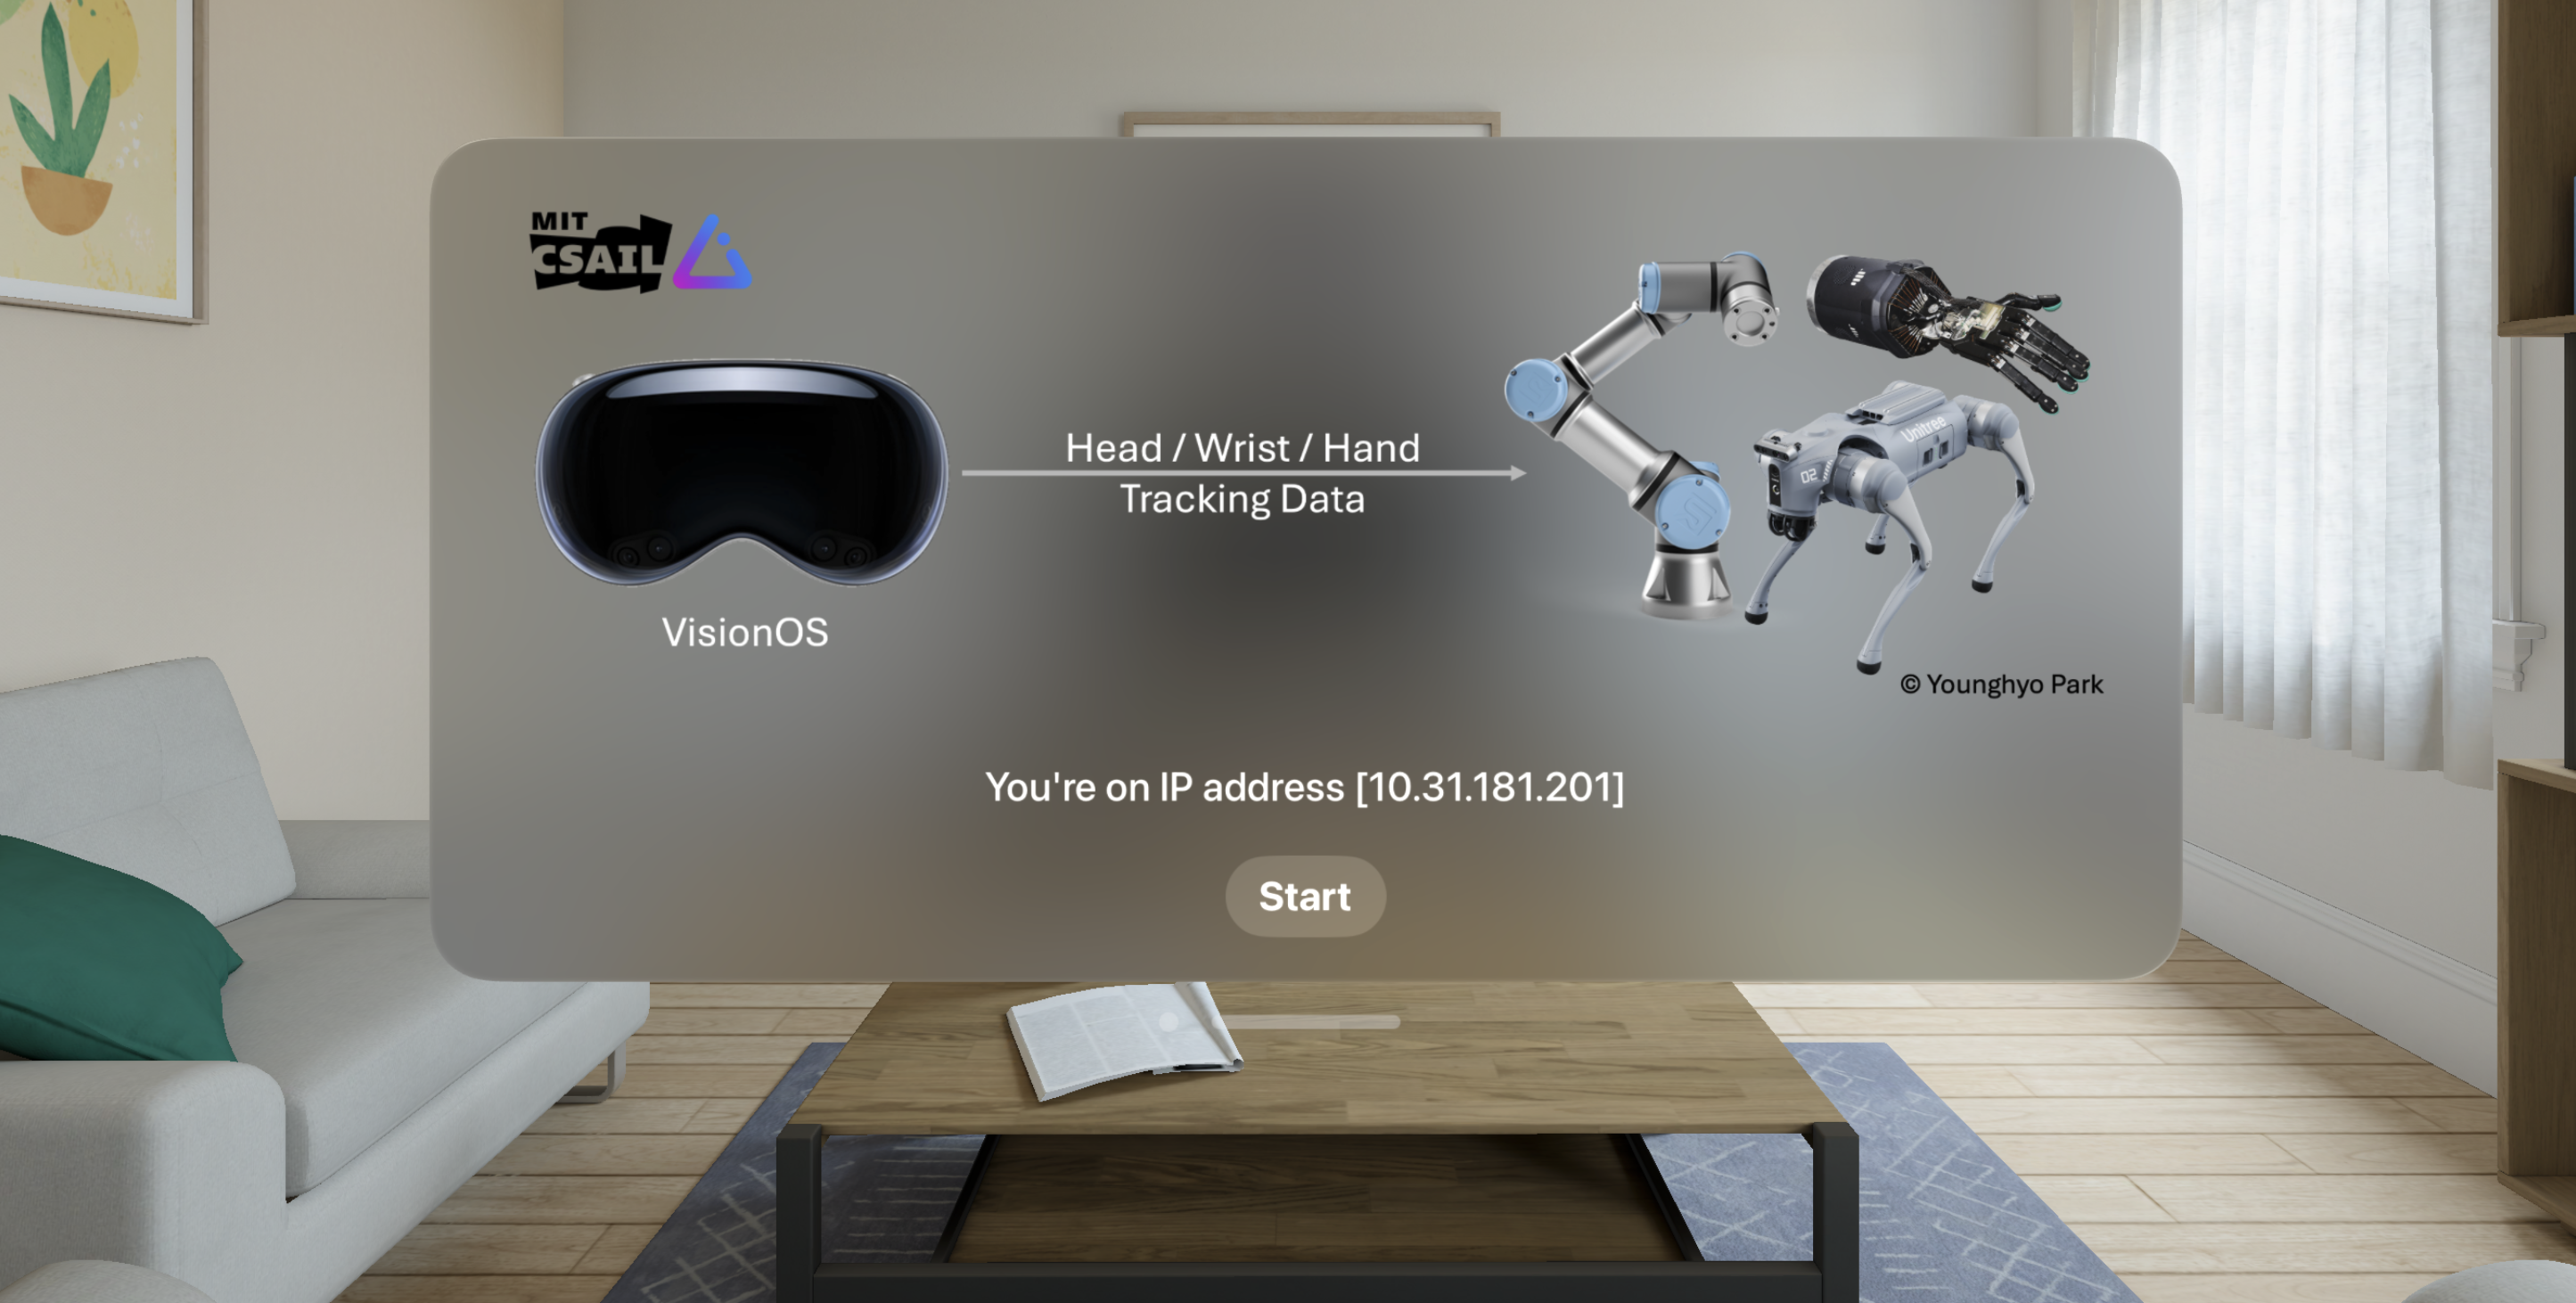 MIT
CSAIL
Head / Wrist / Hand
Tracking Data
Unitree
VisionOS
© Younghyo Park
You're on IP address [10.31.181.201]
Start